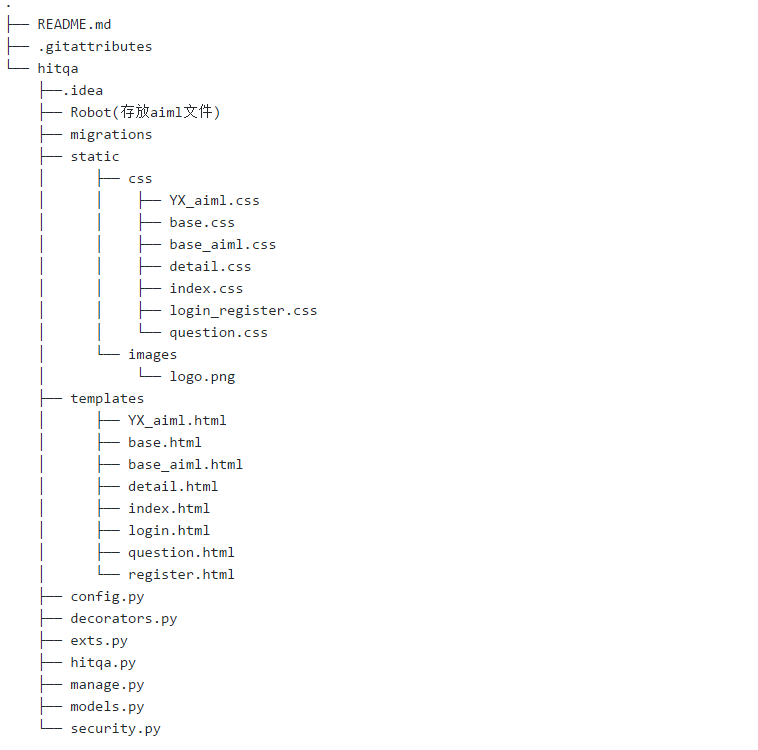 .
├── README.md
├── .gitattributes
└── hitqa
    ├──.idea
    ├── Robot(存放aiml文件)
    ├── migrations
    ├── static
    │      ├── css
    │      │    ├── YX_aiml.css
    │      │    ├── base.css
    │      │    ├── base_aiml.css
    │      │    ├── detail.css
    │      │    ├── index.css
    │      │    ├── login_register.css
    │      │    └── question.css
    │      └── images
    │           └── logo.png
    ├── templates
    │      ├── YX_aiml.html
    │      ├── base.html
    │      ├── base_aiml.html
    │      ├── detail.html
    │      ├── index.html
    │      ├── login.html
    │      ├── question.html
    │      └── register.html
    ├── config.py
    ├── decorators.py
    ├── exts.py
    ├── hitqa.py
    ├── manage.py
    ├── models.py
    └── security.py